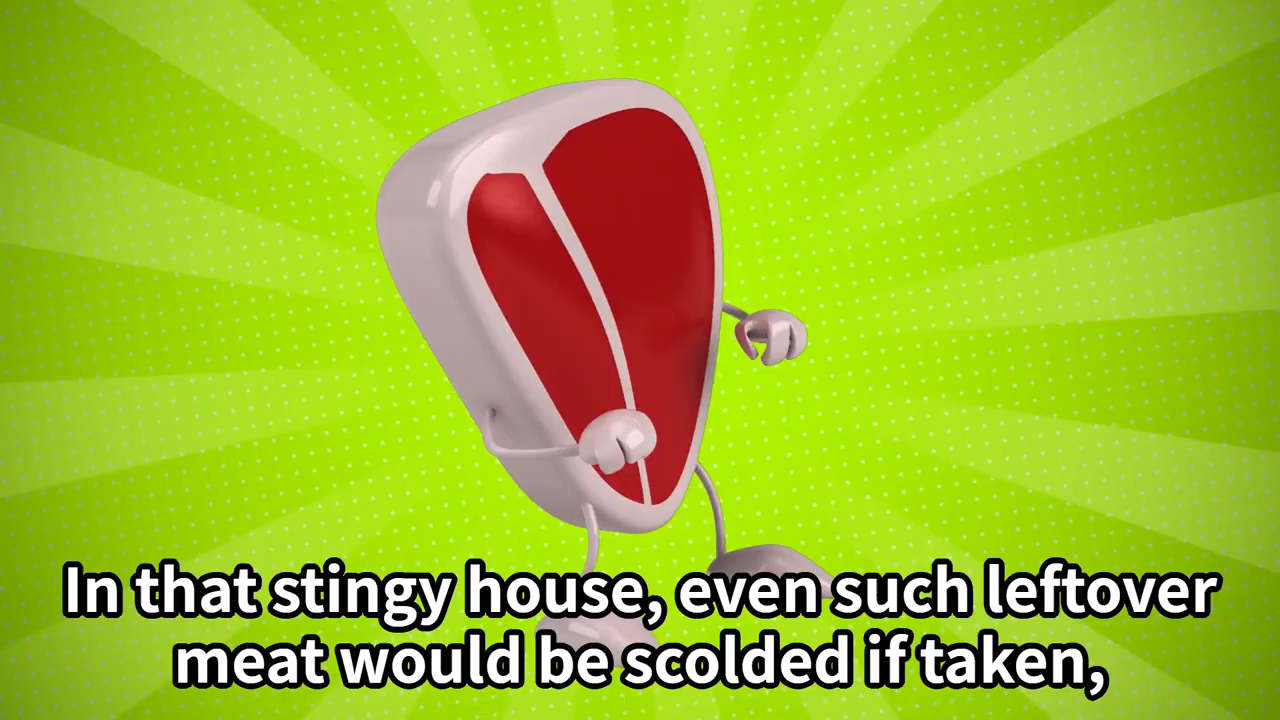 In that stingy house, even such leftover
meat would be scolded if taken,